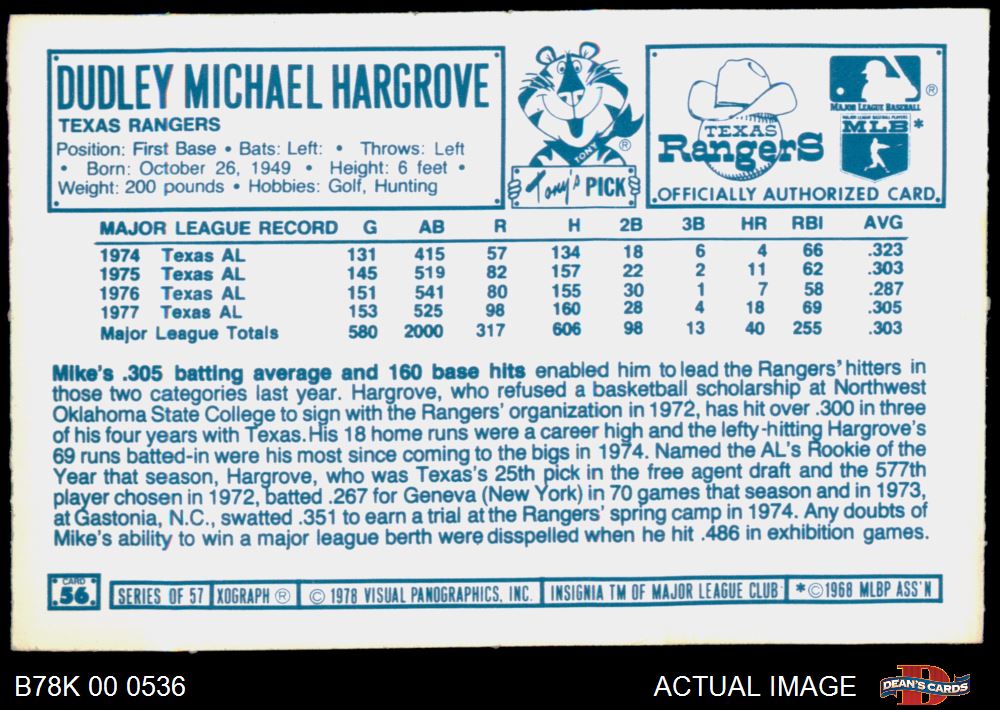 DUDLEY MICHAEL HARGROVE
TEXAS RANGERS
Position: First Base • Bats: Left: • Throws: Left
• Born: October 26, 1949 • Height: 6 feet •
Weight: 200 pounds • Hobbies: Golf, Hunting
TONY ®
Tony's PICK
TEXAS
RangerS
MAJOR LEAGUE BASEBALL ®
MAJOR LEAGUE BASEBALL PLAYERS
MLB *
OFFICIALLY AUTHORIZED CARD.
MAJOR LEAGUE RECORD G AB R H 2B 3B HR RBI AVG
1974 Texas AL 131 415 57 134 18 6 4 66 .323
1975 Texas AL 145 519 82 157 22 2 11 62 .303
1976 Texas AL 151 541 80 155 30 1 7 58 .287
1977 Texas AL 153 525 98 160 28 4 18 69 .305
Major League Totals 580 2000 317 606 98 13 40 255 .303
Mike's .305 batting average and 160 base hits enabled him to lead the Rangers' hitters in
those two categories last year. Hargrove, who refused a basketball scholarship at Northwest
Oklahoma State College to sign with the Rangers' organization in 1972, has hit over .300 in three
of his four years with Texas. His 18 home runs were a career high and the lefty-hitting Hargrove's
69 runs batted-in were his most since coming to the bigs in 1974. Named the AL's Rookie of the
Year that season, Hargrove, who was Texas's 25th pick in the free agent draft and the 577th
player chosen in 1972, batted .267 for Geneva (New York) in 70 games that season and in 1973,
at Gastonia, N.C., swatted .351 to earn a trial at the Rangers' spring camp in 1974. Any doubts of
Mike's ability to win a major league berth were disspelled when he hit .486 in exhibition games.
CARD
56. SERIES OF 57 XOGRAPH ® © 1978 VISUAL PANOGRAPHICS, INC. INSIGNIA TM OF MAJOR LEAGUE CLUB * © 1968 MLBP ASS'N
B78K 00 0536
ACTUAL IMAGE
D
DEAN'S CARDS